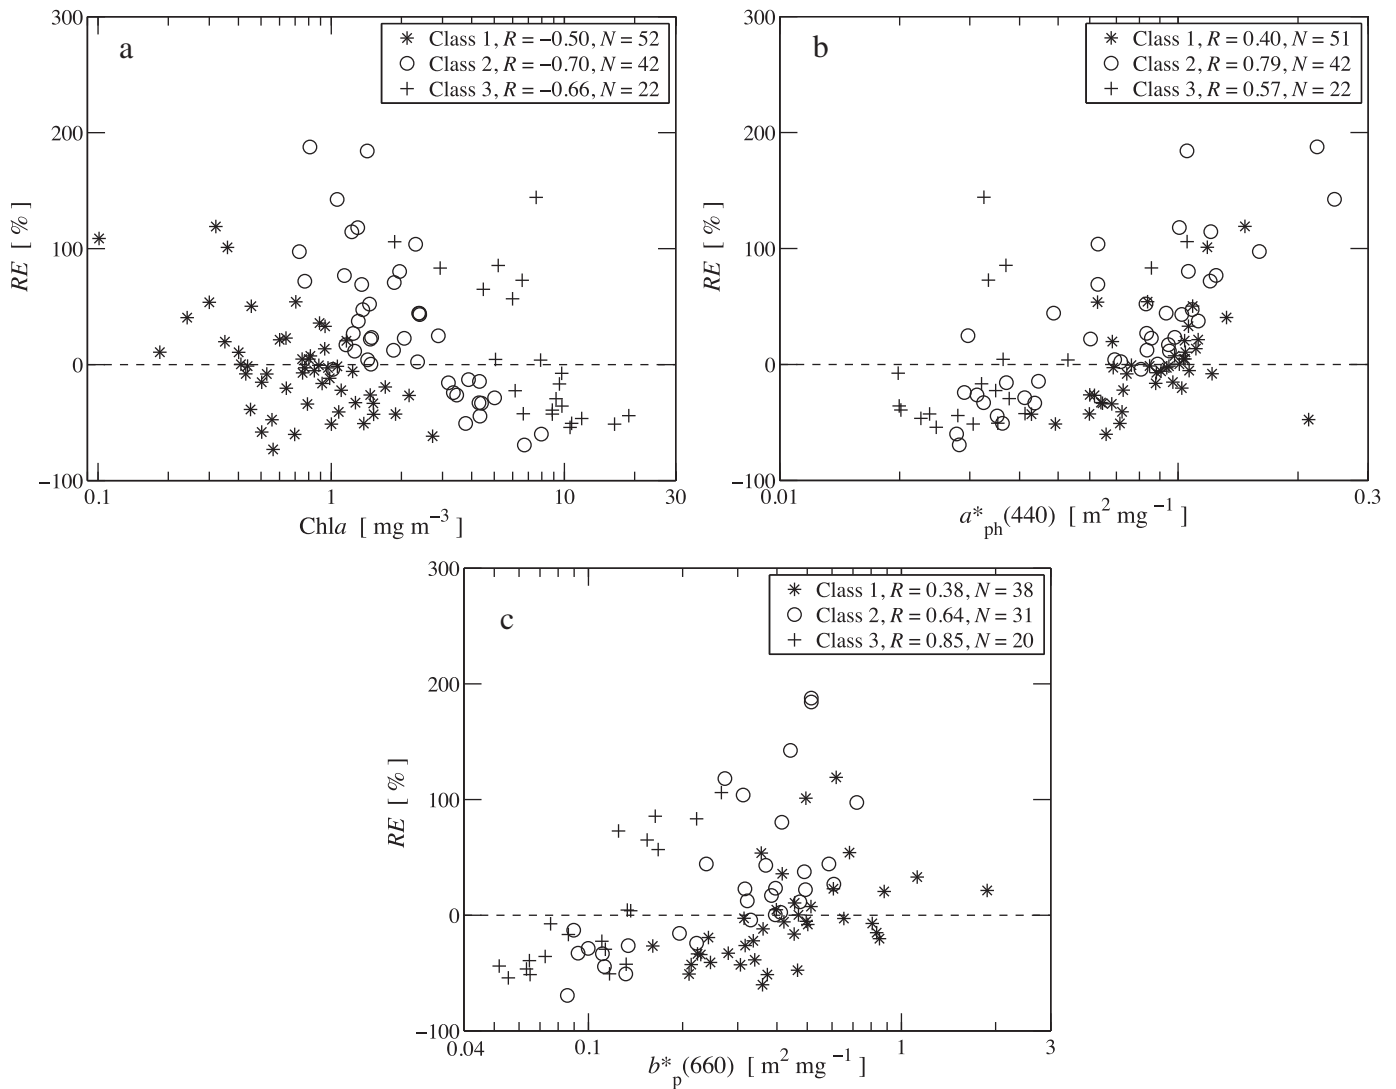 300
200
100
0
−100
RE [ % ]
a
∗ Class 1, R = −0.50, N = 52
○ Class 2, R = −0.70, N = 42
+ Class 3, R = −0.66, N = 22
0.1 1 10 30
Chla [ mg m⁻³ ]
300
200
100
0
−100
RE [ % ]
b
∗ Class 1, R = 0.40, N = 51
○ Class 2, R = 0.79, N = 42
+ Class 3, R = 0.57, N = 22
0.01 0.1 0.3
a*ph(440) [ m² mg⁻¹ ]
300
200
100
0
−100
RE [ % ]
c
∗ Class 1, R = 0.38, N = 38
○ Class 2, R = 0.64, N = 31
+ Class 3, R = 0.85, N = 20
0.04 0.1 1 3
b*p(660) [ m² mg⁻¹ ]